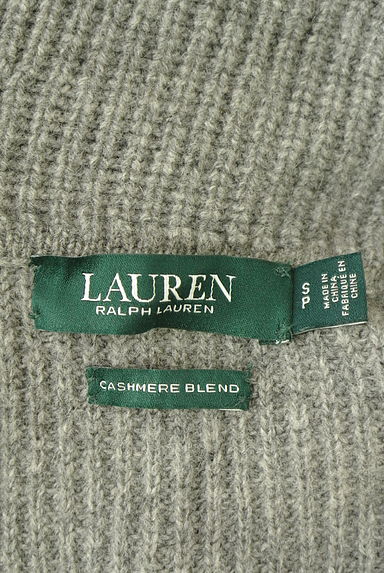 LAUREN
RALPH LAUREN
S
P
MADE IN
CHINA
FABRIQUÉ EN
CHINE
CASHMERE BLEND